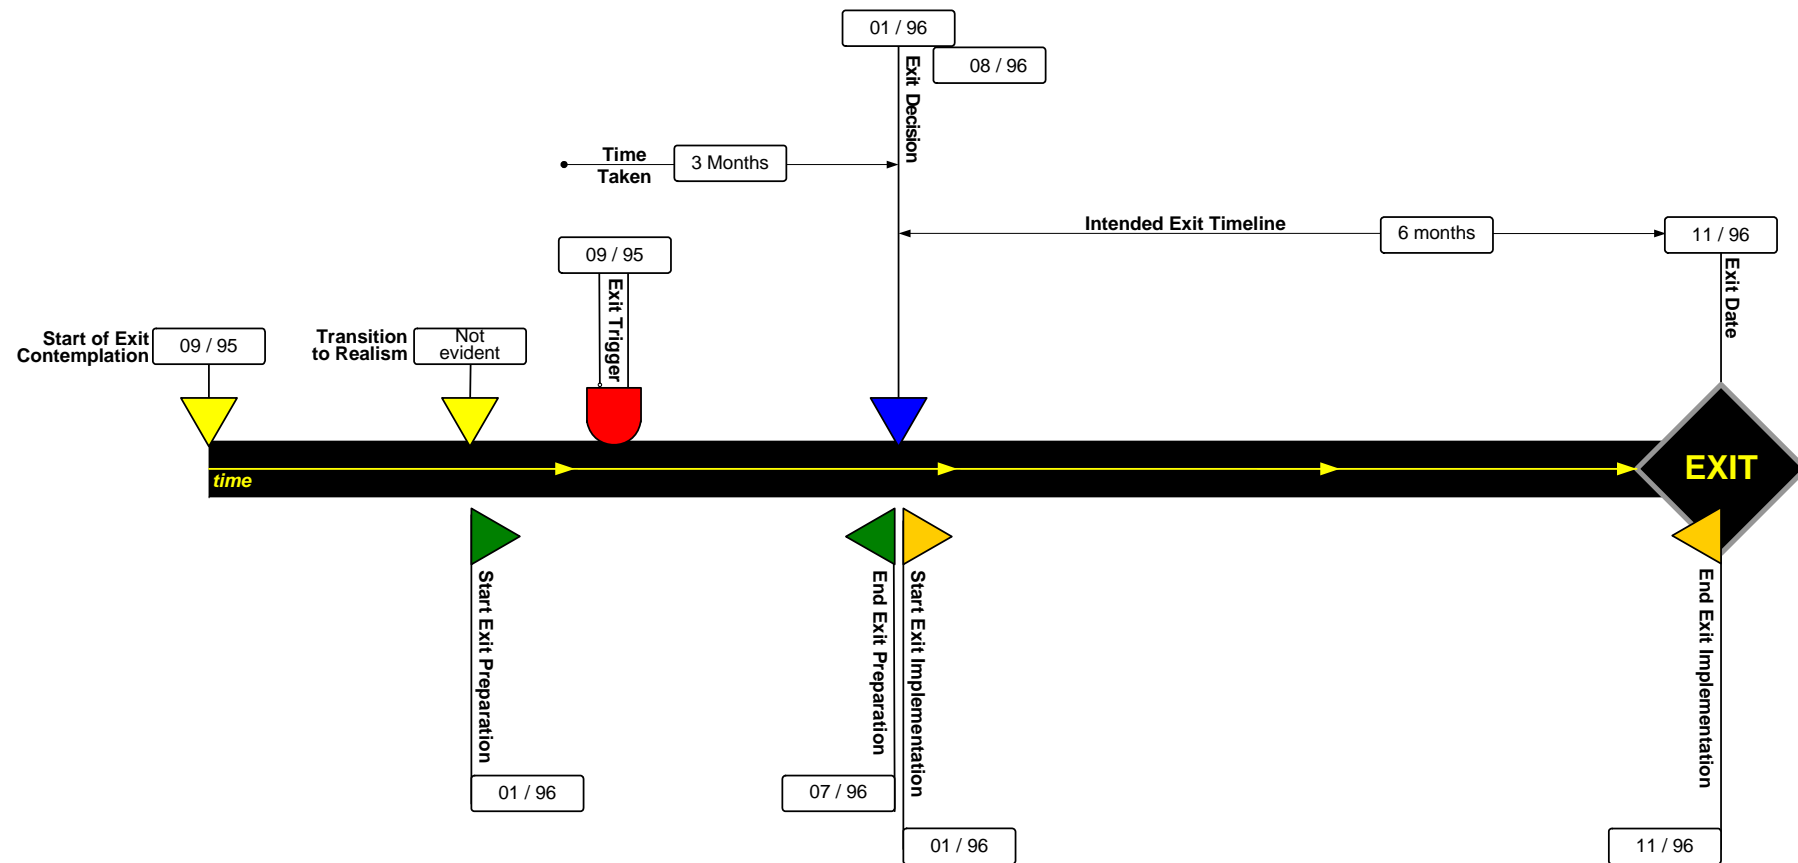 01 / 96
08 / 96
Exit Decision
Time
Taken
3 Months
Intended Exit Timeline
6 months
11 / 96
09 / 95
Exit Trigger
Exit Date
Start of Exit
Contemplation
09 / 95
Transition
to Realism
Not
evident
time
EXIT
Start Exit Preparation
End Exit Preparation
Start Exit Implementation
End Exit Implementation
01 / 96
07 / 96
01 / 96
11 / 96